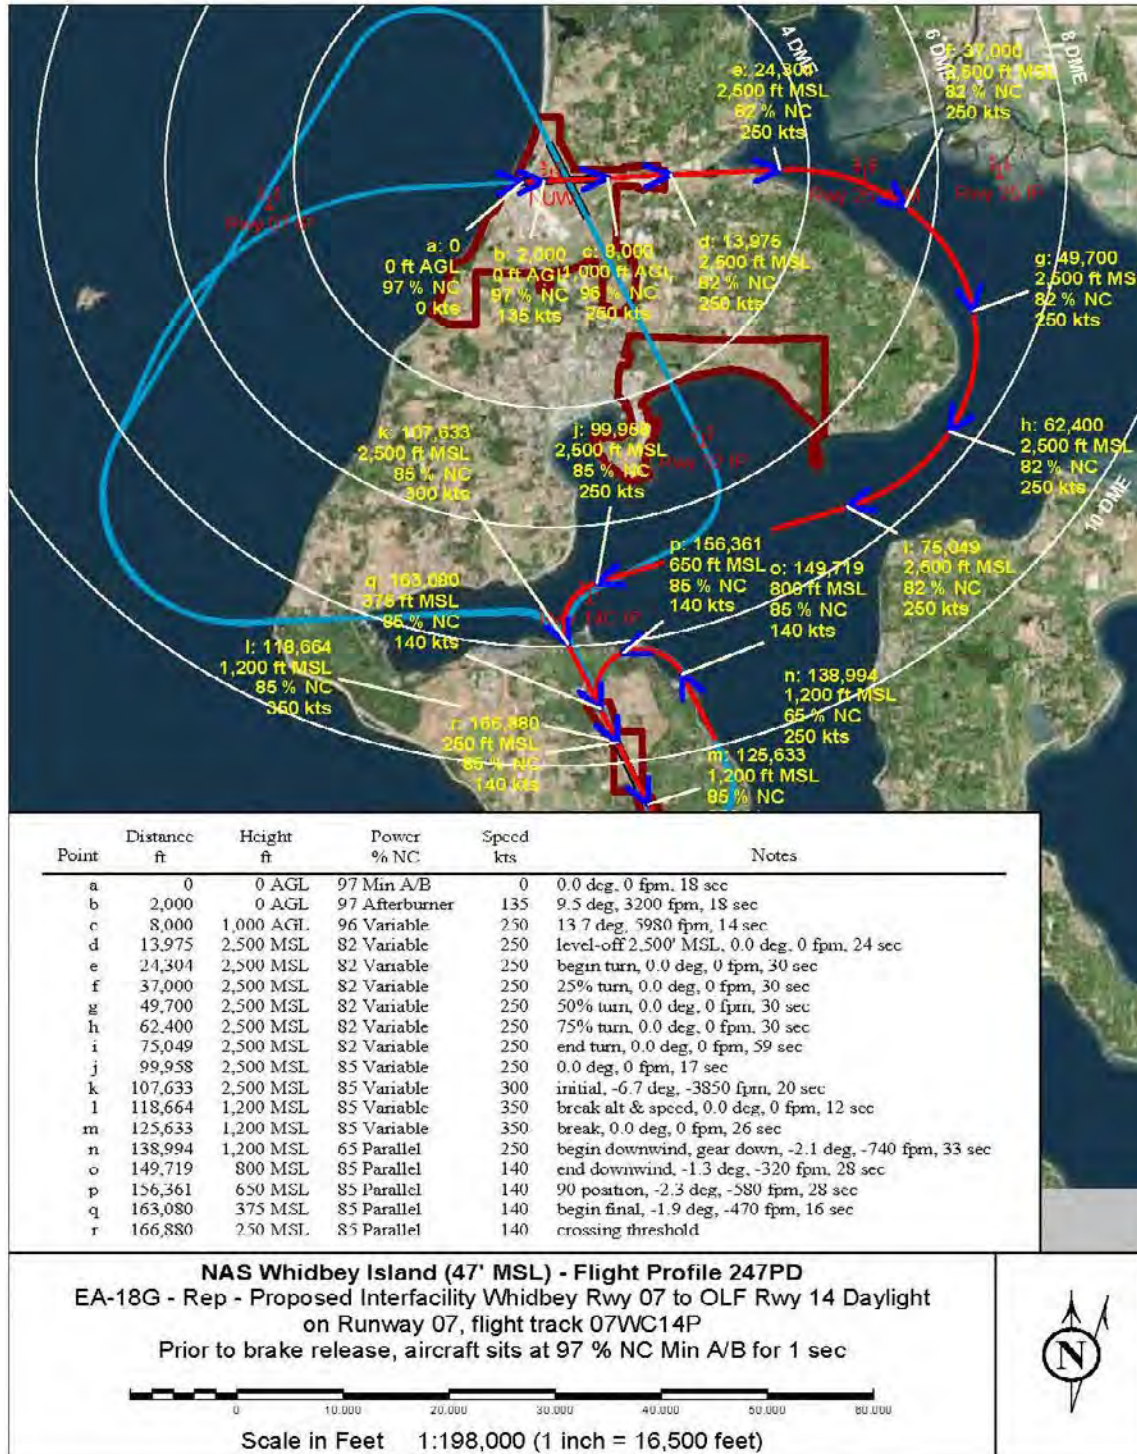 4 DME
6 DME
8 DME
10 DME
e: 24,304
2,500 ft MSL
82 % NC
250 kts
f: 37,000
2,500 ft MSL
82 % NC
250 kts
a: 0
0 ft AGL
97 % NC
0 kts
b: 2,000
0 ft AGL
97 % NC
135 kts
c: 8,000
1,000 ft AGL
96 % NC
250 kts
d: 13,975
2,500 ft MSL
82 % NC
250 kts
g: 49,700
2,500 ft MS
82 % NC
250 kts
h: 62,400
2,500 ft MSL
82 % NC
250 kts
k: 107,633
2,500 ft MSL
85 % NC
300 kts
j: 99,958
2,500 ft MSL
85 % NC
250 kts
i: 75,049
2,500 ft MSL
82 % NC
250 kts
p: 156,361
650 ft MSL
85 % NC
140 kts
o: 149,719
800 ft MSL
85 % NC
140 kts
q: 163,080
375 ft MSL
85 % NC
140 kts
l: 118,664
1,200 ft MSL
85 % NC
350 kts
n: 138,994
1,200 ft MSL
65 % NC
250 kts
r: 166,880
250 ft MSL
85 % NC
140 kts
m: 125,633
1,200 ft MSL
85 % NC
Point Distance ft Height ft Power % NC Speed kts Notes
a 0 0 AGL 97 Min A/B 0 0.0 deg, 0 fpm, 18 sec
b 2,000 0 AGL 97 Afterburner 135 9.5 deg, 3200 fpm, 18 sec
c 8,000 1,000 AGL 96 Variable 250 13.7 deg, 5980 fpm, 14 sec
d 13,975 2,500 MSL 82 Variable 250 level-off 2,500' MSL, 0.0 deg, 0 fpm, 24 sec
e 24,304 2,500 MSL 82 Variable 250 begin turn, 0.0 deg, 0 fpm, 30 sec
f 37,000 2,500 MSL 82 Variable 250 25% turn, 0.0 deg, 0 fpm, 30 sec
g 49,700 2,500 MSL 82 Variable 250 50% turn, 0.0 deg, 0 fpm, 30 sec
h 62,400 2,500 MSL 82 Variable 250 75% turn, 0.0 deg, 0 fpm, 30 sec
i 75,049 2,500 MSL 82 Variable 250 end turn, 0.0 deg, 0 fpm, 59 sec
j 99,958 2,500 MSL 85 Variable 250 0.0 deg, 0 fpm, 17 sec
k 107,633 2,500 MSL 85 Variable 300 initial, -6.7 deg, -3850 fpm, 20 sec
l 118,664 1,200 MSL 85 Variable 350 break alt & speed, 0.0 deg, 0 fpm, 12 sec
m 125,633 1,200 MSL 85 Variable 350 break, 0.0 deg, 0 fpm, 26 sec
n 138,994 1,200 MSL 65 Parallel 250 begin downwind, gear down, -2.1 deg, -740 fpm, 33 sec
o 149,719 800 MSL 85 Parallel 140 end downwind, -1.3 deg, -320 fpm, 28 sec
p 156,361 650 MSL 85 Parallel 140 90 position, -2.3 deg, -580 fpm, 28 sec
q 163,080 375 MSL 85 Parallel 140 begin final, -1.9 deg, -470 fpm, 16 sec
r 166,880 250 MSL 85 Parallel 140 crossing threshold
NAS Whidbey Island (47' MSL) - Flight Profile 247PD
EA-18G - Rep - Proposed Interfacility Whidbey Rwy 07 to OLF Rwy 14 Daylight
on Runway 07, flight track 07WC14P
Prior to brake release, aircraft sits at 97 % NC Min A/B for 1 sec
0 10,000 20,000 30,000 40,000 50,000 60,000
Scale in Feet 1:198,000 (1 inch = 16,500 feet)
N